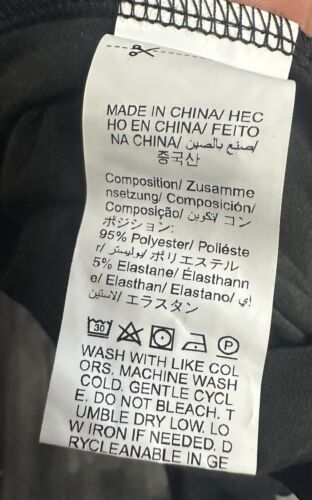 MADE IN CHINA/ HEC
HO EN CHINA/ FEITO
NA CHINA/ صنع بالصين/
중국산
Composition/ Zusamme
nsetzung/ Composición/
Composição/ تكوين/ コン
ポジション:
95% Polyester/ Poliéste
r/ بوليستر/ ポリエステル
5% Elastane/ Élasthann
e/ Elasthan/ Elastano/ إي
لاستين/ エラスタン
30
P
WASH WITH LIKE COL
ORS. MACHINE WASH
COLD. GENTLE CYCL
E. DO NOT BLEACH. T
UMBLE DRY LOW. LO
W IRON IF NEEDED. D
RYCLEANABLE IN GE